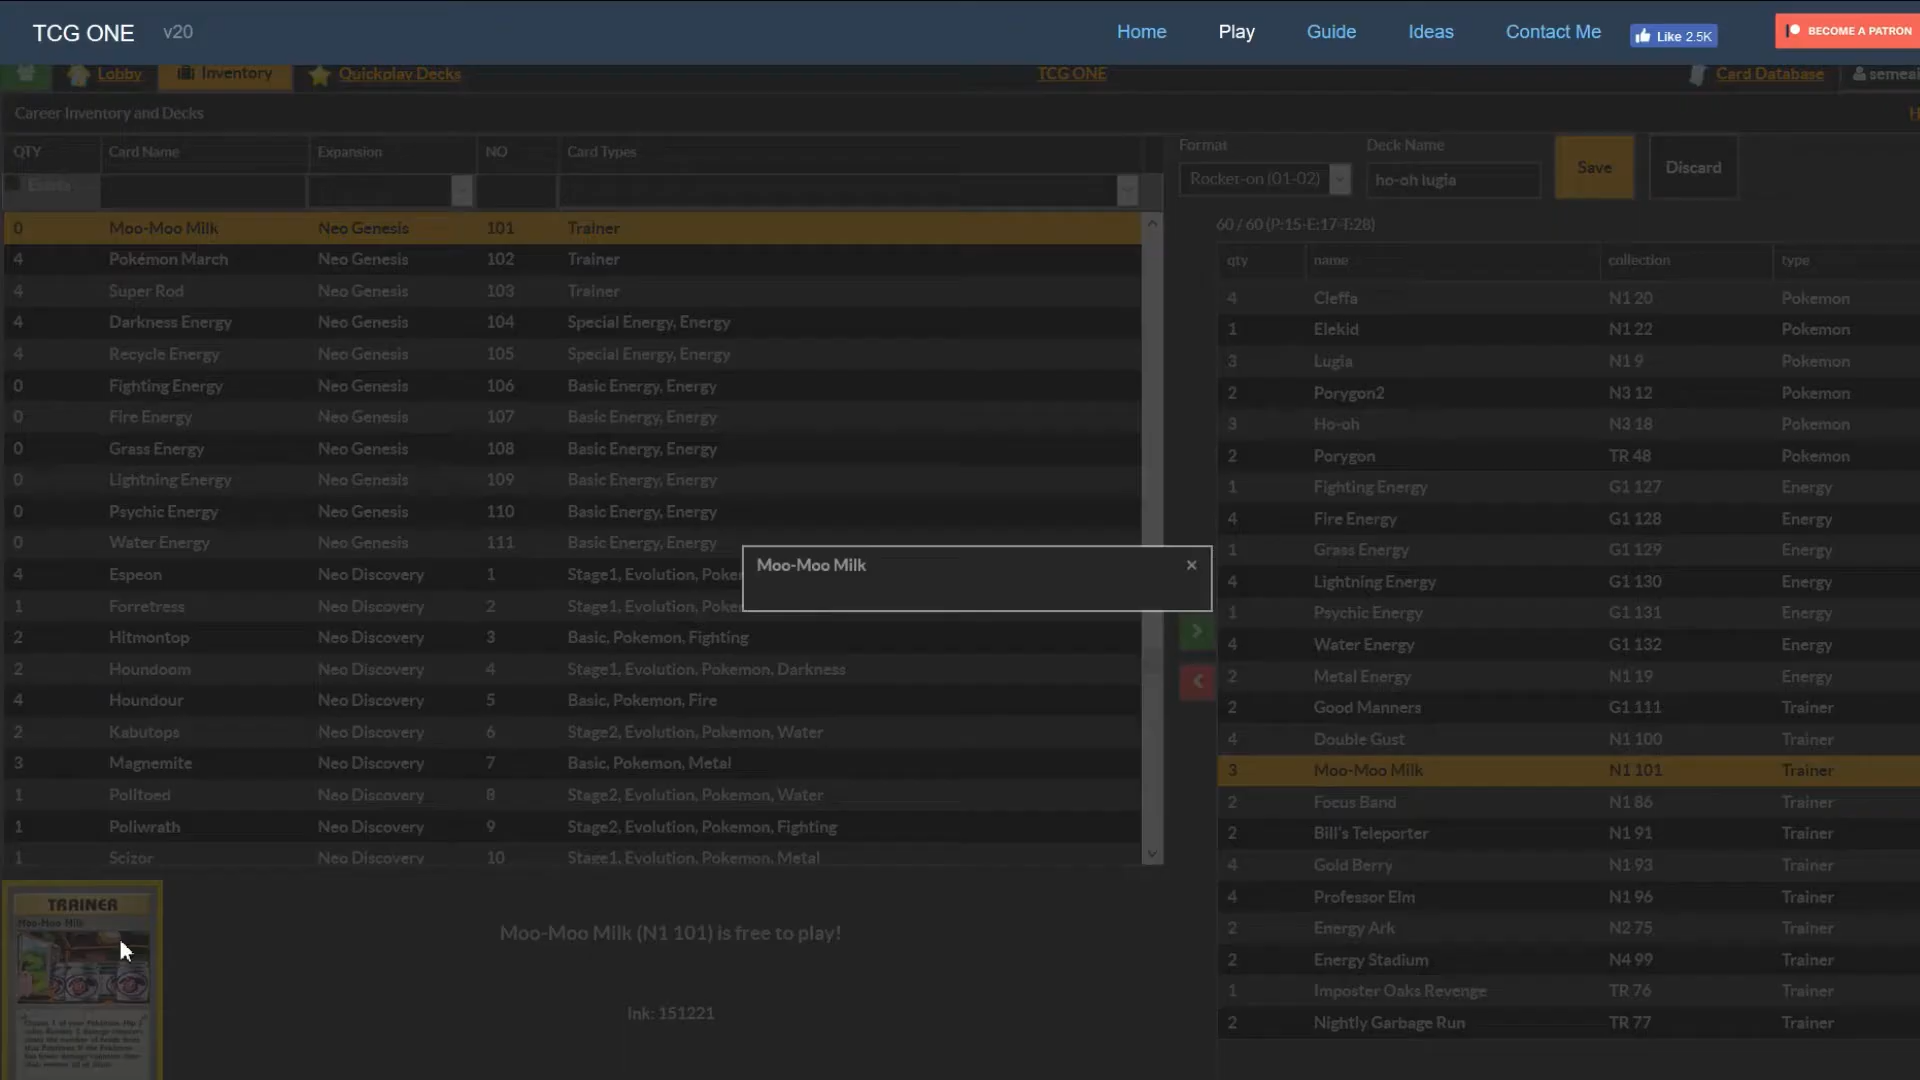 TCG ONE v20 Home Play Guide Ideas Contact Me Like 2.5K BECOME A PATRON
Lobby Inventory Quickplay Decks TCG ONE Card Database semeai
Career Inventory and Decks H
QTY Card Name Expansion NO Card Types
Exists
0 Moo-Moo Milk Neo Genesis 101 Trainer
4 Pokémon March Neo Genesis 102 Trainer
4 Super Rod Neo Genesis 103 Trainer
4 Darkness Energy Neo Genesis 104 Special Energy, Energy
4 Recycle Energy Neo Genesis 105 Special Energy, Energy
0 Fighting Energy Neo Genesis 106 Basic Energy, Energy
0 Fire Energy Neo Genesis 107 Basic Energy, Energy
0 Grass Energy Neo Genesis 108 Basic Energy, Energy
0 Lightning Energy Neo Genesis 109 Basic Energy, Energy
0 Psychic Energy Neo Genesis 110 Basic Energy, Energy
0 Water Energy Neo Genesis 111 Basic Energy, Energy
4 Espeon Neo Discovery 1 Stage1, Evolution, Poke
1 Forretress Neo Discovery 2 Stage1, Evolution, Poke
2 Hitmontop Neo Discovery 3 Basic, Pokemon, Fighting
2 Houndoom Neo Discovery 4 Stage1, Evolution, Pokemon, Darkness
4 Houndour Neo Discovery 5 Basic, Pokemon, Fire
2 Kabutops Neo Discovery 6 Stage2, Evolution, Pokemon, Water
3 Magnemite Neo Discovery 7 Basic, Pokemon, Metal
1 Politoed Neo Discovery 8 Stage2, Evolution, Pokemon, Water
1 Poliwrath Neo Discovery 9 Stage2, Evolution, Pokemon, Fighting
1 Scizor Neo Discovery 10 Stage1, Evolution, Pokemon, Metal
Moo-Moo Milk ×
TRAINER
Moo-Moo Milk
Moo-Moo Milk (N1 101) is free to play!
Ink: 151221
Format Deck Name
Rocket-on (01-02) ho-oh lugia Save Discard
60 / 60 (P:15-E:17-T:28)
qty name collection type
4 Cleffa N1 20 Pokemon
1 Elekid N1 22 Pokemon
3 Lugia N1 9 Pokemon
2 Porygon2 N3 12 Pokemon
3 Ho-oh N3 18 Pokemon
2 Porygon TR 48 Pokemon
1 Fighting Energy G1 127 Energy
4 Fire Energy G1 128 Energy
1 Grass Energy G1 129 Energy
4 Lightning Energy G1 130 Energy
1 Psychic Energy G1 131 Energy
4 Water Energy G1 132 Energy
2 Metal Energy N1 19 Energy
2 Good Manners G1 111 Trainer
4 Double Gust N1 100 Trainer
3 Moo-Moo Milk N1 101 Trainer
2 Focus Band N1 86 Trainer
2 Bill's Teleporter N1 91 Trainer
4 Gold Berry N1 93 Trainer
4 Professor Elm N1 96 Trainer
2 Energy Ark N2 75 Trainer
2 Energy Stadium N4 99 Trainer
1 Imposter Oaks Revenge TR 76 Trainer
2 Nightly Garbage Run TR 77 Trainer